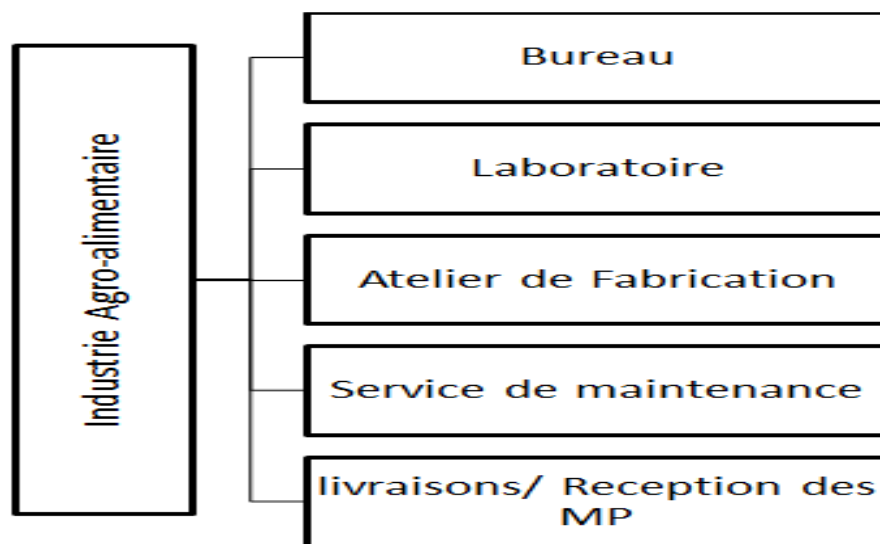 Industrie Agro-alimentaire
Bureau
Laboratoire
Atelier de Fabrication
Service de maintenance
livraisons/ Reception des
MP